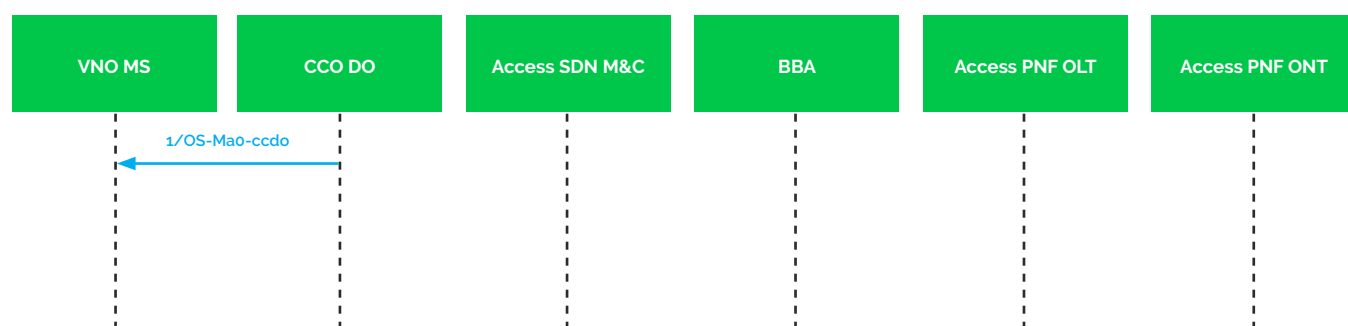 VNO MS
CCO DO
Access SDN M&C
BBA
Access PNF OLT
Access PNF ONT
1/OS-Ma0-ccdo